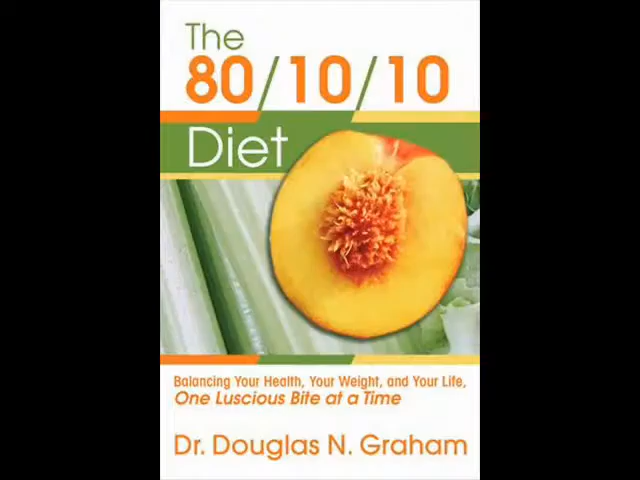 The
80/10/10
Diet
Balancing Your Health, Your Weight, and Your Life,
One Luscious Bite at a Time
Dr. Douglas N. Graham